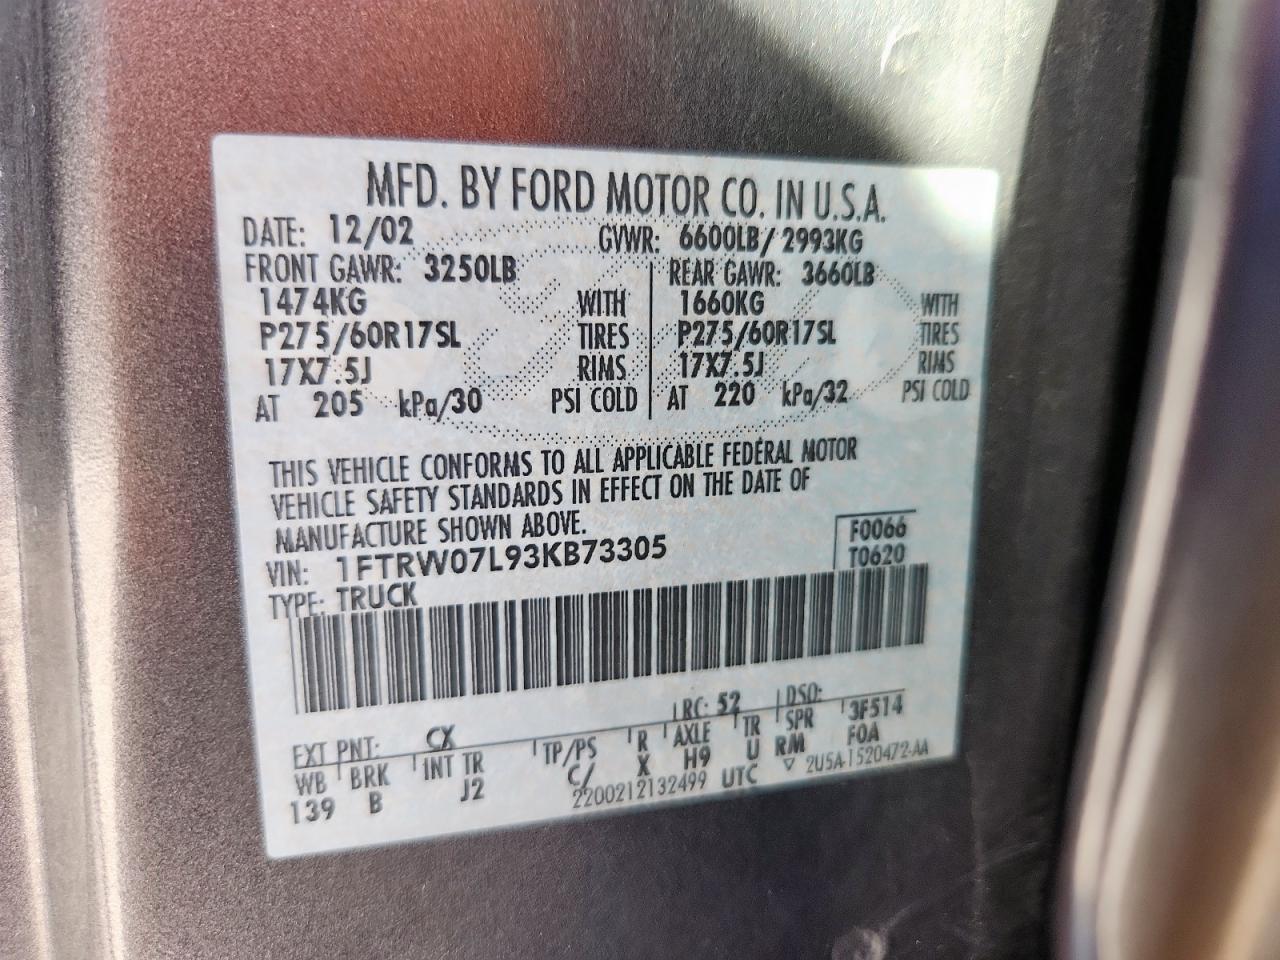 MFD. BY FORD MOTOR CO. IN U.S.A.
DATE: 12/02 GVWR: 6600LB/2993KG
FRONT GAWR: 3250LB REAR GAWR: 3660LB
1474KG WITH 1660KG WITH
P275/60R17SL TIRES P275/60R17SL TIRES
17X7.5J RIMS 17X7.5J RIMS
AT 205 kPa/30 PSI COLD AT 220 kPa/32 PSI COLD
THIS VEHICLE CONFORMS TO ALL APPLICABLE FEDERAL MOTOR
VEHICLE SAFETY STANDARDS IN EFFECT ON THE DATE OF
MANUFACTURE SHOWN ABOVE.
VIN: 1FTRW07L93KB73305 F0066
TYPE: TRUCK T0620
EXT PNT: CX RC: 52 DSO: 3F514
WB BRK INT TR TP/PS R AXLE TR SPR F0A
139 B J2 C/ X H9 U RM
2200212132499 UTC ▽ 2U5A-1520472-AA